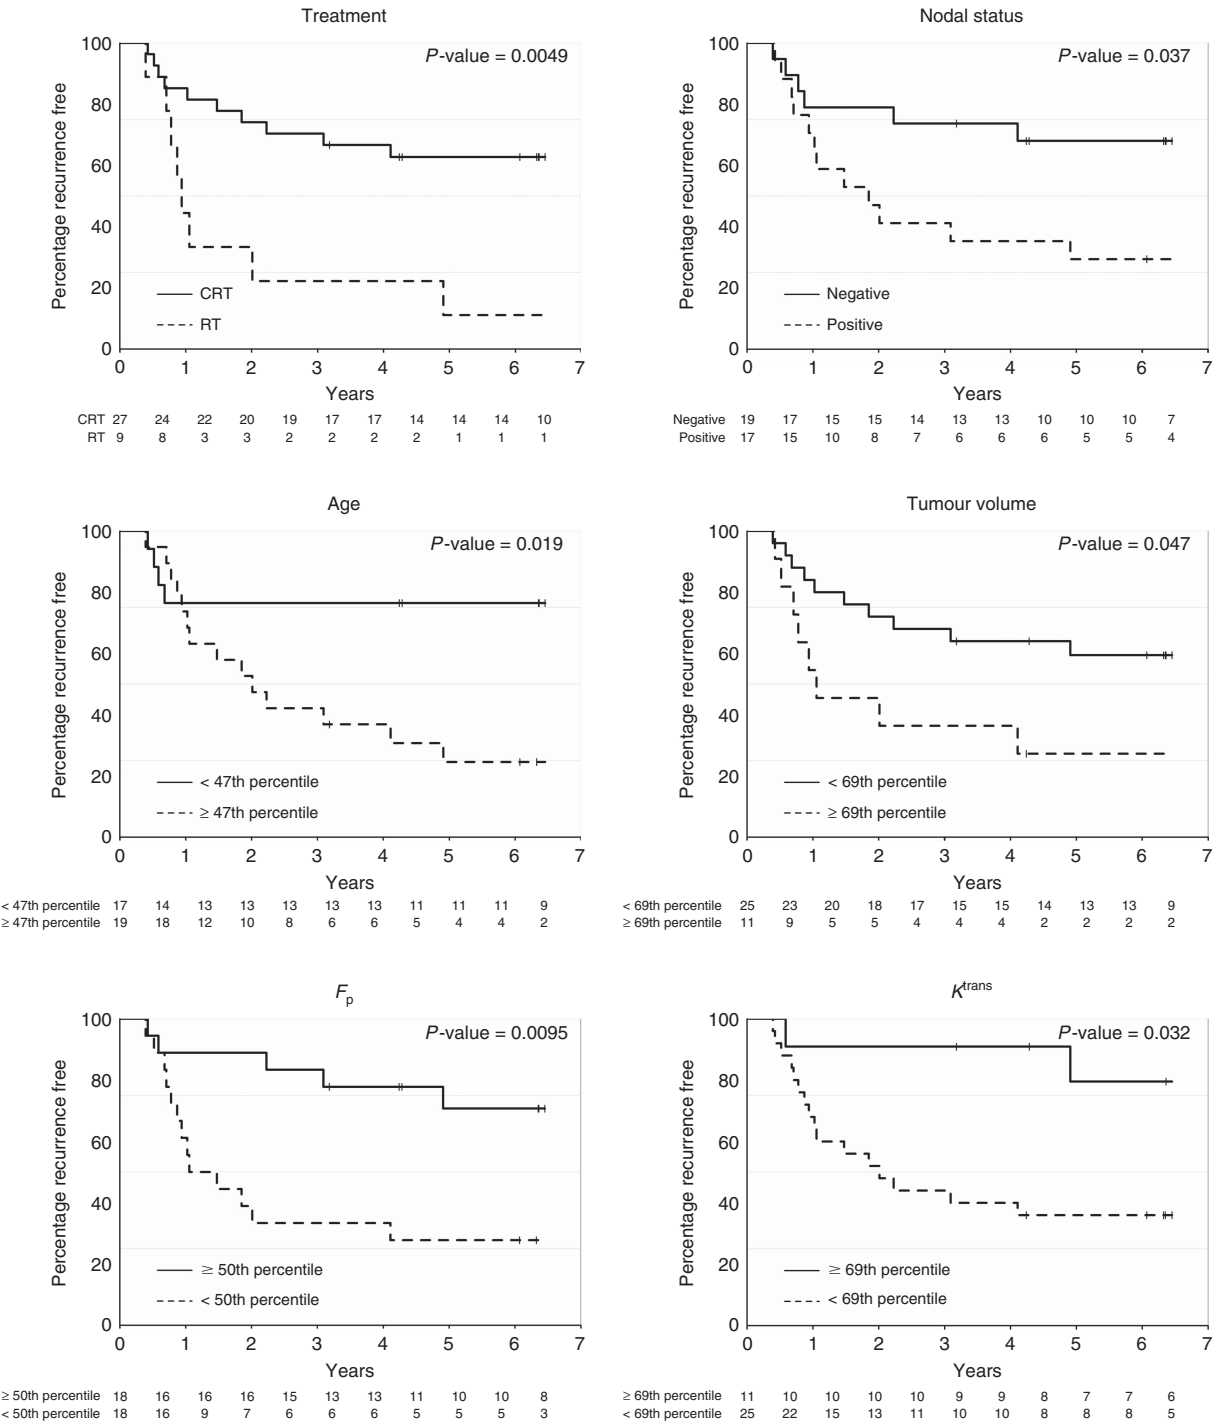 Treatment
P-value = 0.0049
Percentage recurrence free
100
80
60
40
20
0
CRT
RT
0 1 2 3 4 5 6 7
Years
CRT 27 24 22 20 19 17 17 14 14 14 10
RT 9 8 3 3 2 2 2 2 1 1 1
Nodal status
P-value = 0.037
Percentage recurrence free
100
80
60
40
20
0
Negative
Positive
0 1 2 3 4 5 6 7
Years
Negative 19 17 15 15 14 13 13 10 10 10 7
Positive 17 15 10 8 7 6 6 6 5 5 4
Age
P-value = 0.019
Percentage recurrence free
100
80
60
40
20
0
< 47th percentile
≥ 47th percentile
0 1 2 3 4 5 6 7
Years
< 47th percentile 17 14 13 13 13 13 13 11 11 11 9
≥ 47th percentile 19 18 12 10 8 6 6 5 4 4 2
Tumour volume
P-value = 0.047
Percentage recurrence free
100
80
60
40
20
0
< 69th percentile
≥ 69th percentile
0 1 2 3 4 5 6 7
Years
< 69th percentile 25 23 20 18 17 15 15 14 13 13 9
≥ 69th percentile 11 9 5 5 4 4 4 2 2 2 2
Fp
P-value = 0.0095
Percentage recurrence free
100
80
60
40
20
0
≥ 50th percentile
< 50th percentile
0 1 2 3 4 5 6 7
Years
≥ 50th percentile 18 16 16 16 15 13 13 11 10 10 8
< 50th percentile 18 16 9 7 6 6 6 5 5 5 3
Ktrans
P-value = 0.032
Percentage recurrence free
100
80
60
40
20
0
≥ 69th percentile
< 69th percentile
0 1 2 3 4 5 6 7
Years
≥ 69th percentile 11 10 10 10 10 9 9 8 7 7 6
< 69th percentile 25 22 15 13 11 10 10 8 8 8 5